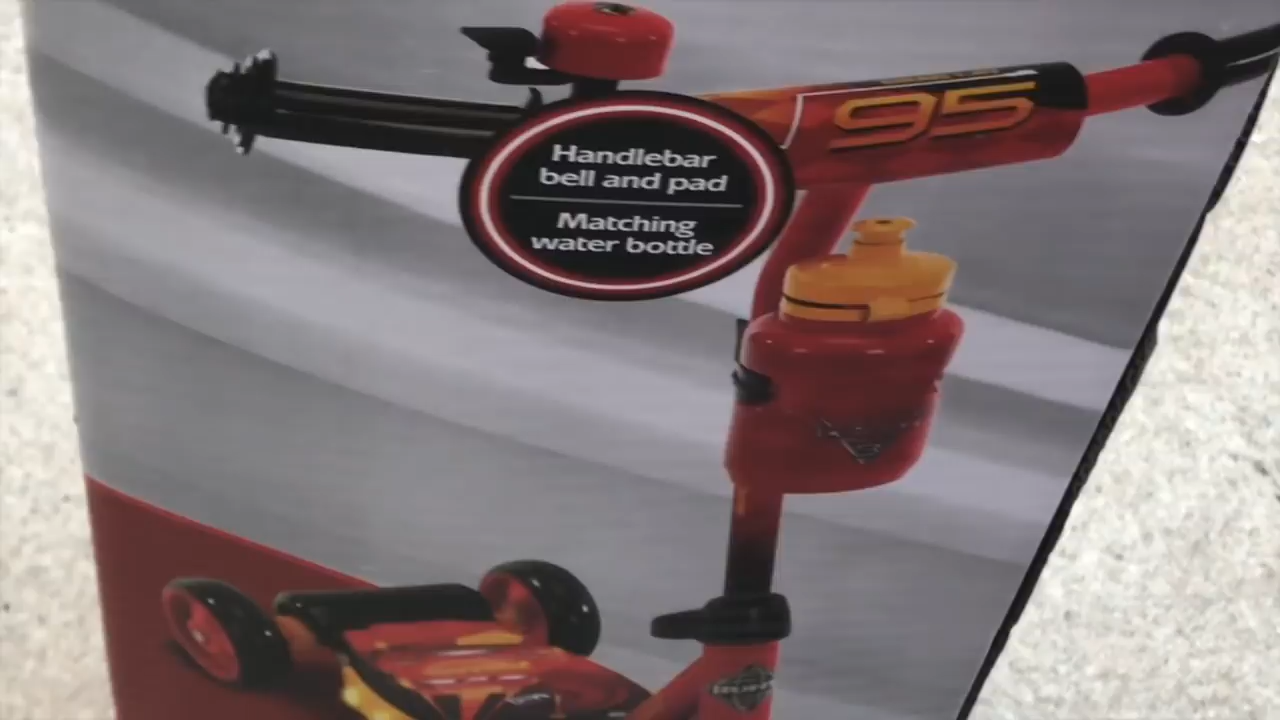 95
Handlebar
bell and pad
Matching
water bottle